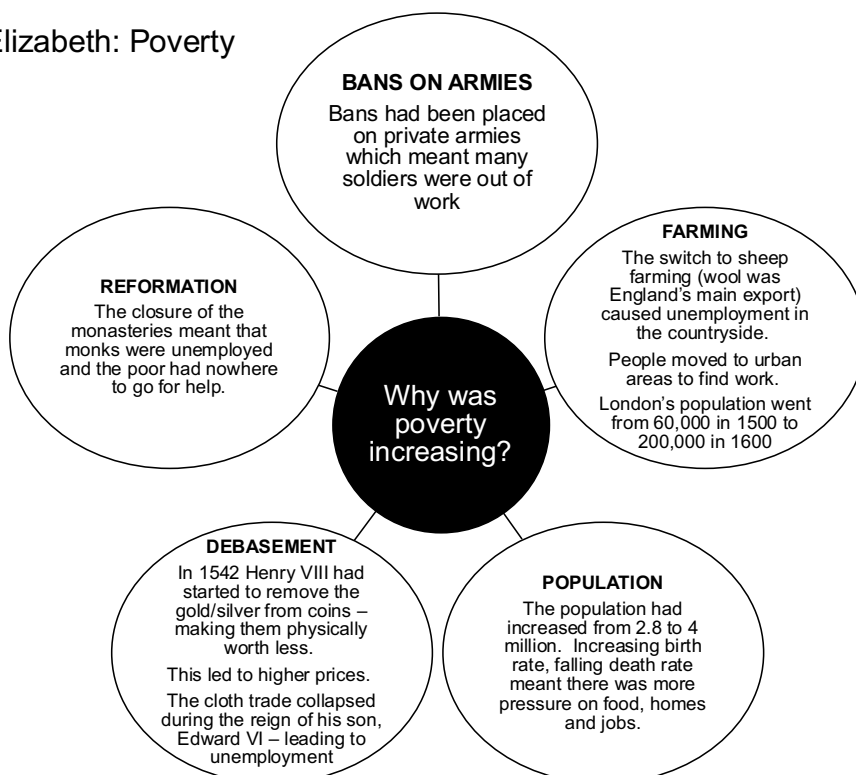 Elizabeth: Poverty
BANS ON ARMIES
Bans had been placed
on private armies
which meant many
soldiers were out of
work
FARMING
The switch to sheep
farming (wool was
England's main export)
caused unemployment in
the countryside.
People moved to urban
areas to find work.
London's population went
from 60,000 in 1500 to
200,000 in 1600
REFORMATION
The closure of the
monasteries meant that
monks were unemployed
and the poor had nowhere
to go for help.
Why was
poverty
increasing?
DEBASEMENT
In 1542 Henry VIII had
started to remove the
gold/silver from coins –
making them physically
worth less.
This led to higher prices.
The cloth trade collapsed
during the reign of his son,
Edward VI – leading to
unemployment
POPULATION
The population had
increased from 2.8 to 4
million.  Increasing birth
rate, falling death rate
meant there was more
pressure on food, homes
and jobs.